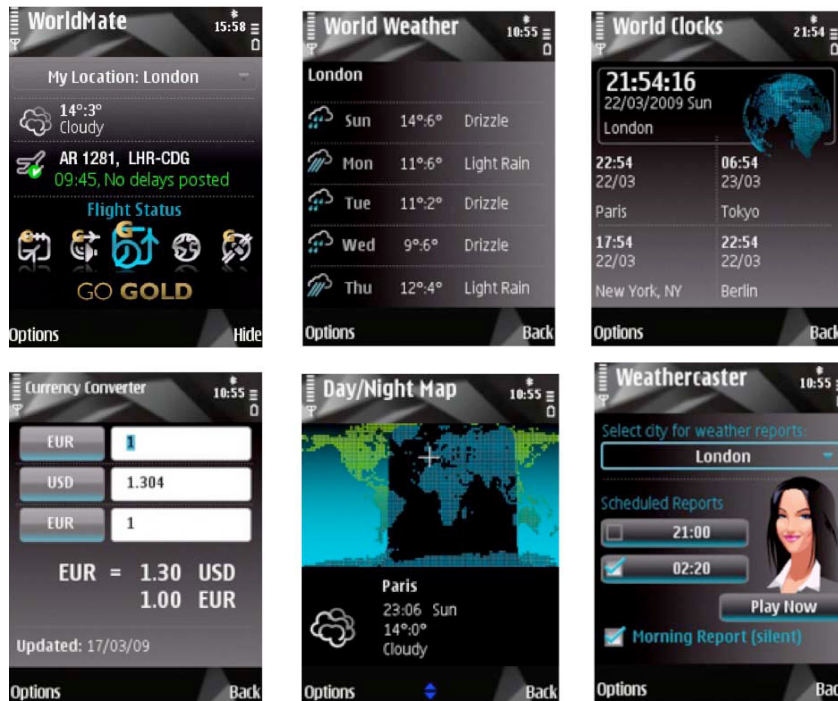 WorldMate
15:58
My Location: London
14°:3°
Cloudy
AR 1281, LHR-CDG
09:45, No delays posted
Flight Status
G G G G
GO GOLD
Options Hide
World Weather
10:55
London
Sun 14°:6° Drizzle
Mon 11°:6° Light Rain
Tue 11°:2° Drizzle
Wed 9°:6° Drizzle
Thu 12°:4° Light Rain
Options Back
World Clocks
21:54
21:54:16
22/03/2009 Sun
London
22:54 06:54
22/03 23/03
Paris Tokyo
17:54 22:54
22/03 22/03
New York, NY Berlin
Options Back
Currency Converter
10:55
EUR 1
USD 1.304
EUR 1
EUR = 1.30 USD
1.00 EUR
Updated: 17/03/09
Options Back
Day/Night Map
10:55
Paris
23:06 Sun
14°:0°
Cloudy
Options Back
Weathercaster
10:55
Select city for weather reports:
London
Scheduled Reports
21:00
02:20
Play Now
Morning Report (silent)
Options Back